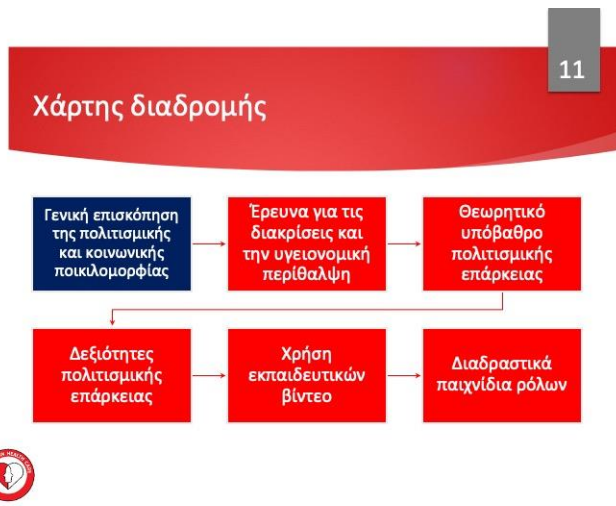 11
Χάρτης διαδρομής
Γενική επισκόπηση
της πολιτισμικής
και κοινωνικής
ποικιλομορφίας
Έρευνα για τις
διακρίσεις και
την υγειονομική
περίθαλψη
Θεωρητικό
υπόβαθρο
πολιτισμικής
επάρκειας
Δεξιότητες
πολιτισμικής
επάρκειας
Χρήση
εκπαιδευτικών
βίντεο
Διαδραστικά
παιχνίδια ρόλων
HEALTH